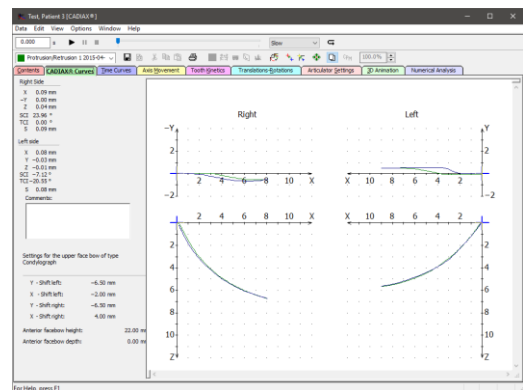 Test, Patient 1 [CADIAX®]
Data Edit View Options Window Help
0.000 s Slow
Protrusion/Retrusion 1 2015-04- 100.0%
Contents CADIAX® Curves Time Curves Axis Movement Tooth Kinetics Translations-Rotations Articulator Settings 3D Animation Numerical Analysis
Right Side
X 0.09 mm
-Y 0.00 mm
Z 0.04 mm
SCI 23.96 °
TCI 0.00 °
S 0.09 mm
Left side
X 0.08 mm
Y -0.03 mm
Z -0.01 mm
SCI -7.12 °
TCI -20.33 °
S 0.08 mm
Comments:
Settings for the upper face bow of type
Condylograph
Y - Shift left: -6.50 mm
X - Shift left: -2.00 mm
Y - Shift right: -6.50 mm
X - Shift right: 4.00 mm
Anterior facebow height: 22.00 m
Anterior facebow depth: 0.00 m
Right Left
-Y -Y
2 2
2 4 6 8 10 X X 10 8 6 4 2
-2 -2
2 4 6 8 10 X X 10 8 6 4 2
2 2
4 4
6 6
8 8
10 10
Z Z
For Help, press F1